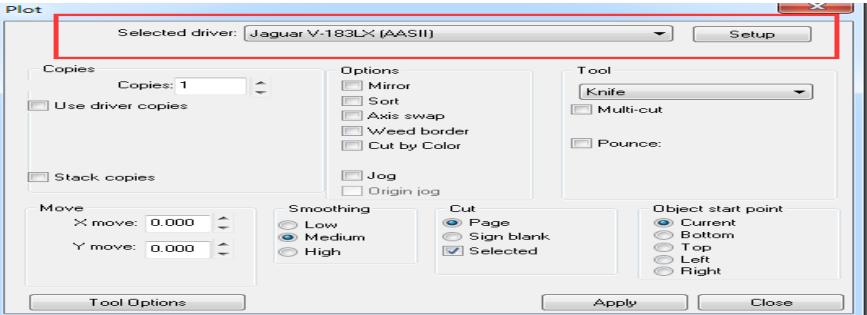 Plot
Selected driver: Jaguar V-183LX (AASII) Setup
Copies Options Tool
Copies: 1 Mirror Knife
Use driver copies Sort Multi-cut
Axis swap
Weed border
Cut by Color Pounce:
Stack copies Jog
Origin jog
Move Smoothing Cut Object start point
X move: 0.000 Low Page Current
Medium Sign blank Bottom
Y move: 0.000 High Selected Top
Left
Right
Tool Options Apply Close